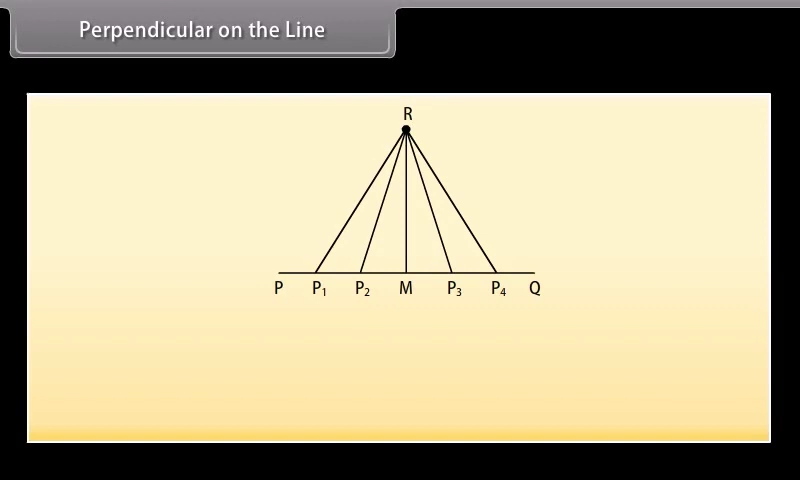 Perpendicular on the Line
R
P P₁ P₂ M P₃ P₄ Q